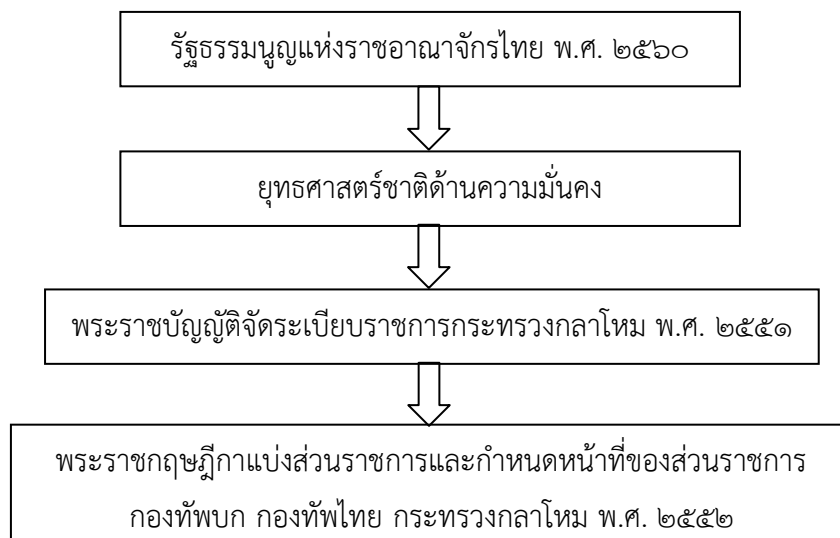 รัฐธรรมนูญแห่งราชอาณาจักรไทย พ.ศ. ๒๕๖๐
ยุทธศาสตร์ชาติด้านความมั่นคง
พระราชบัญญัติจัดระเบียบราชการกระทรวงกลาโหม พ.ศ. ๒๕๕๑
พระราชกฤษฎีกาแบ่งส่วนราชการและกำหนดหน้าที่ของส่วนราชการ
กองทัพบก กองทัพไทย กระทรวงกลาโหม พ.ศ. ๒๕๕๒